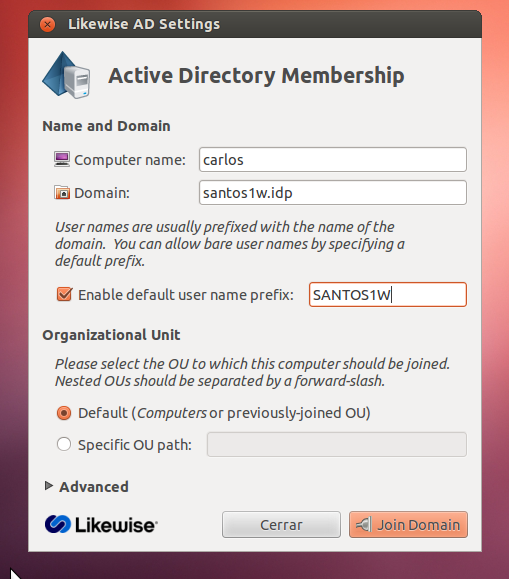 Likewise AD Settings
Active Directory Membership
Name and Domain
Computer name: carlos
Domain: santos1w.idp
User names are usually prefixed with the name of the
domain. You can allow bare user names by specifying a
default prefix.
Enable default user name prefix: SANTOS1W
Organizational Unit
Please select the OU to which this computer should be joined.
Nested OUs should be separated by a forward-slash.
Default (Computers or previously-joined OU)
Specific OU path:
Advanced
Likewise Cerrar Join Domain